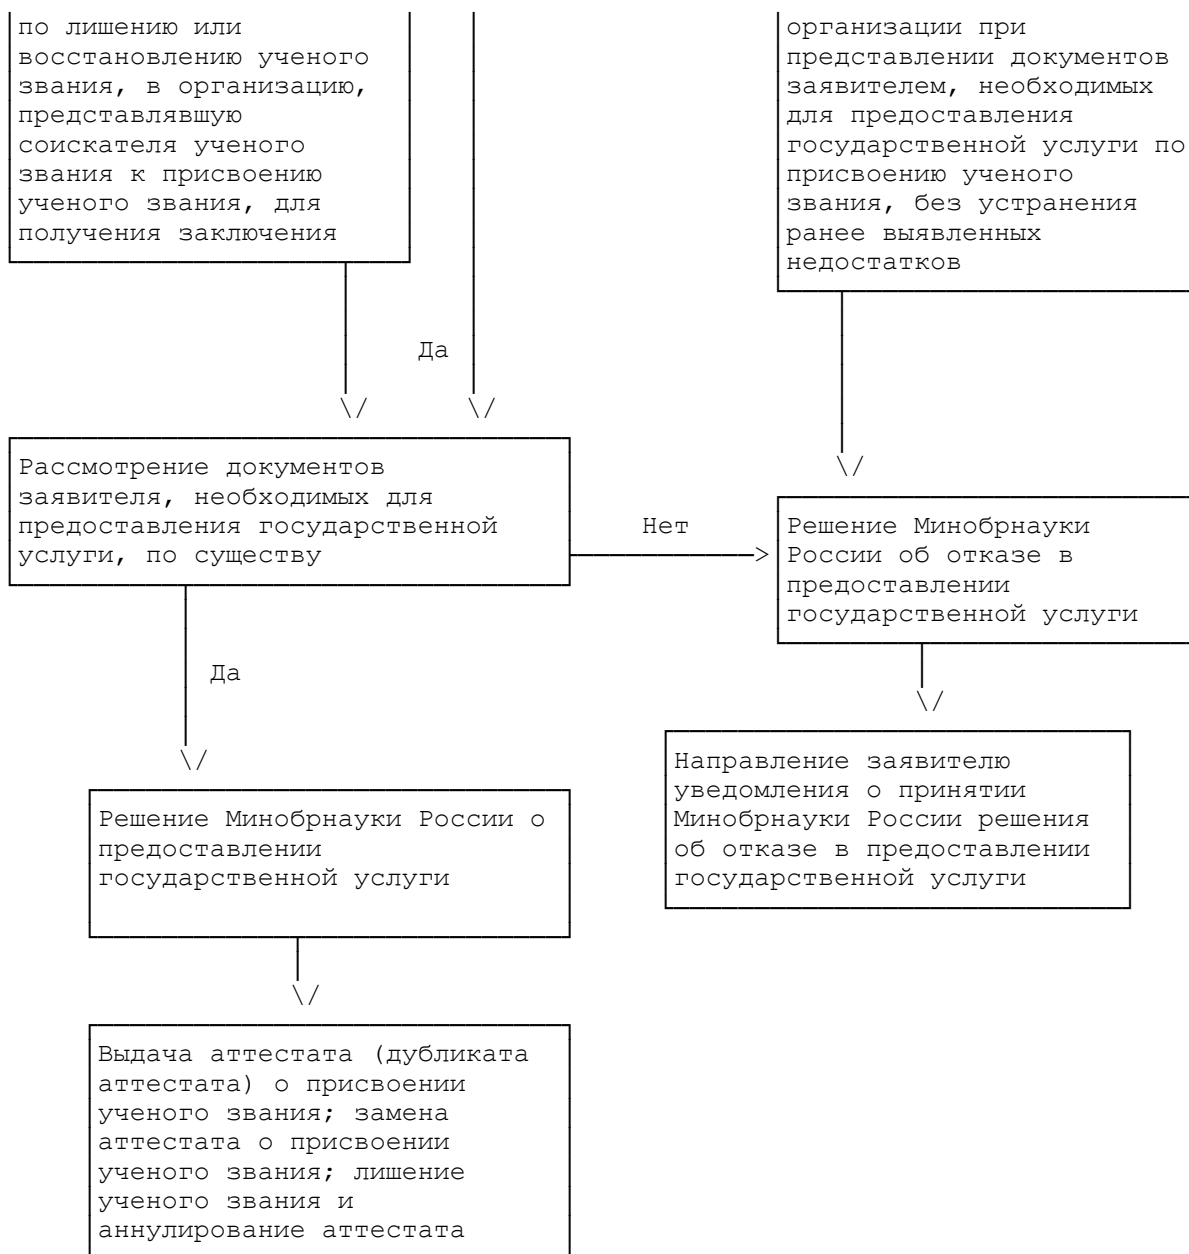 по лишению или
восстановлению ученого
звания, в организацию,
представлявшую
соискателя ученого
звания к присвоению
ученого звания, для
получения заключения
организации при
представлении документов
заявителем, необходимых
для предоставления
государственной услуги по
присвоению ученого
звания, без устранения
ранее выявленных
недостатков
Да
Рассмотрение документов
заявителя, необходимых для
предоставления государственной
услуги, по существу
Нет
Решение Минобрнауки
России об отказе в
предоставлении
государственной услуги
Да
Направление заявителю
уведомления о принятии
Минобрнауки России решения
об отказе в предоставлении
государственной услуги
Решение Минобрнауки России о
предоставлении
государственной услуги
Выдача аттестата (дубликата
аттестата) о присвоении
ученого звания; замена
аттестата о присвоении
ученого звания; лишение
ученого звания и
аннулирование аттестата